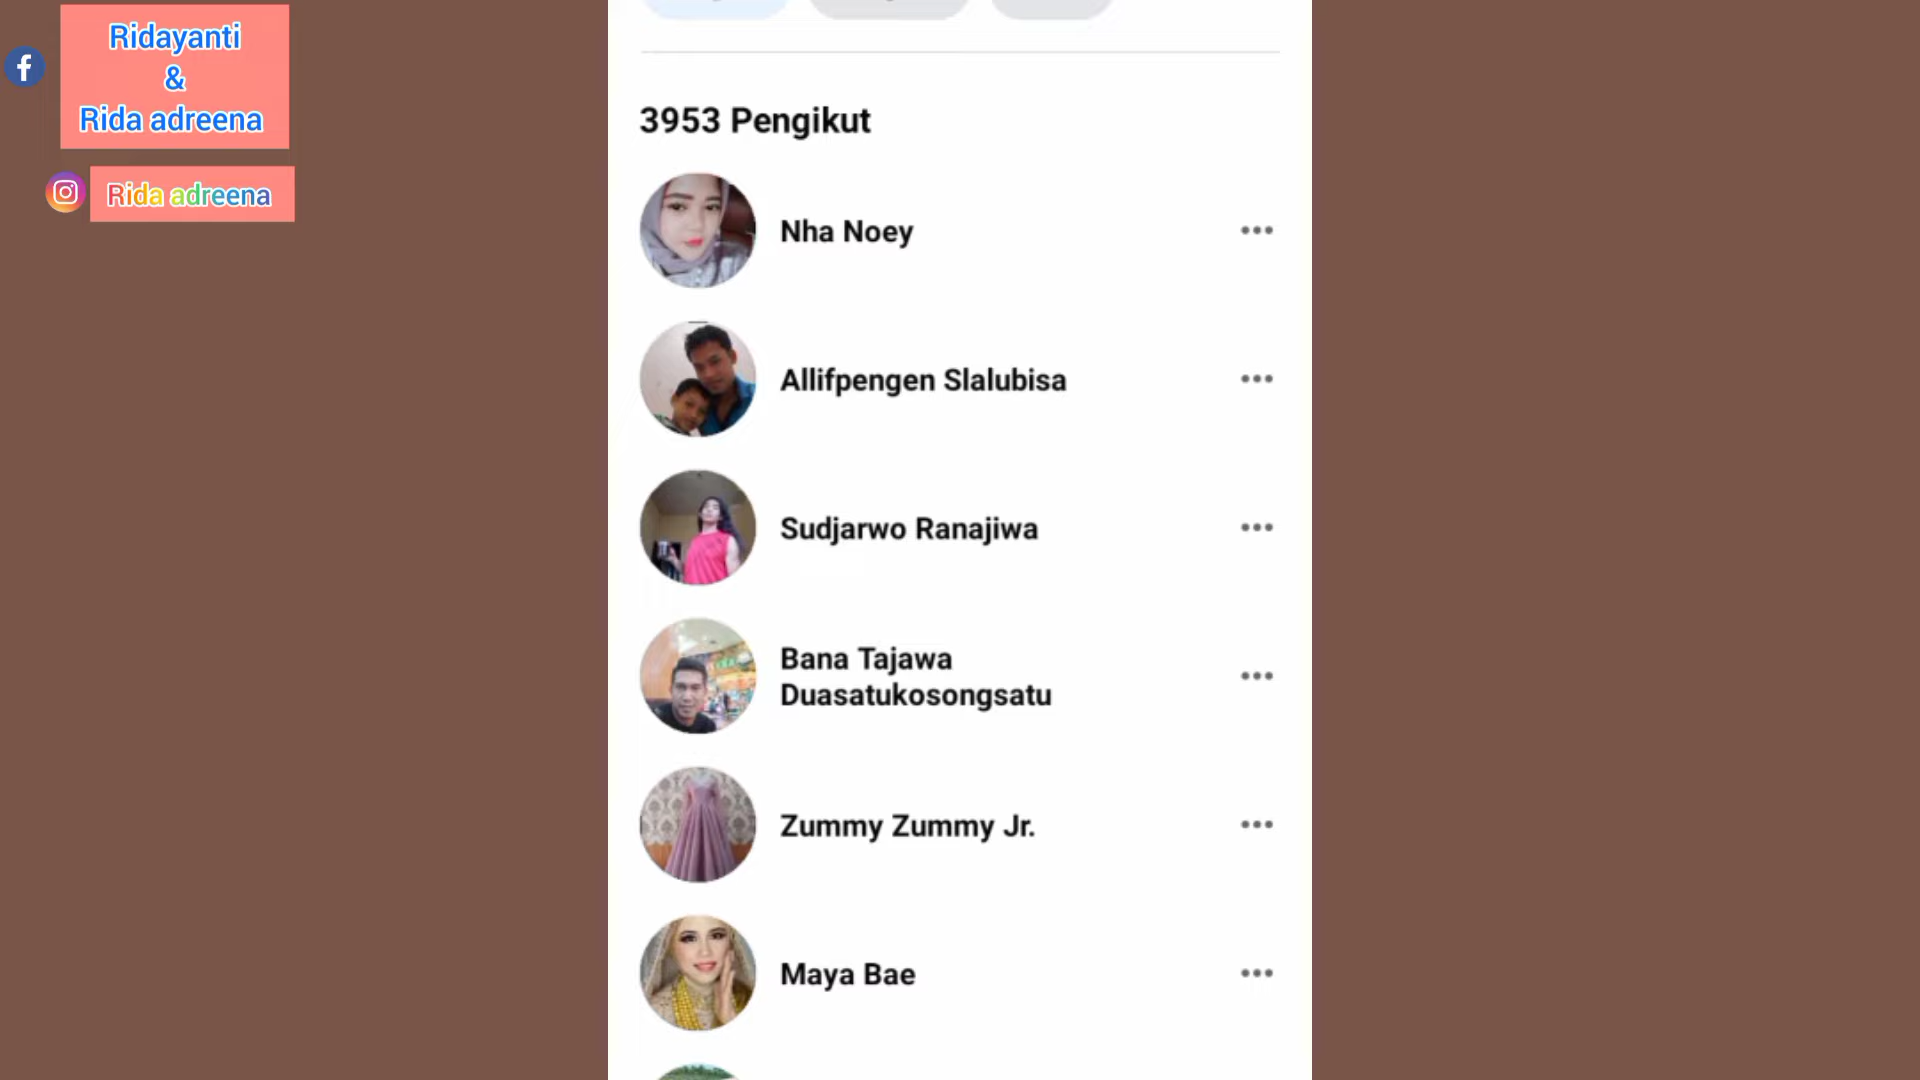 Ridayanti
&
Rida adreena
Rida adreena
3953 Pengikut
Nha Noey
Allifpengen Slalubisa
Sudjarwo Ranajiwa
Bana Tajawa
Duasatukosongsatu
Zummy Zummy Jr.
Maya Bae